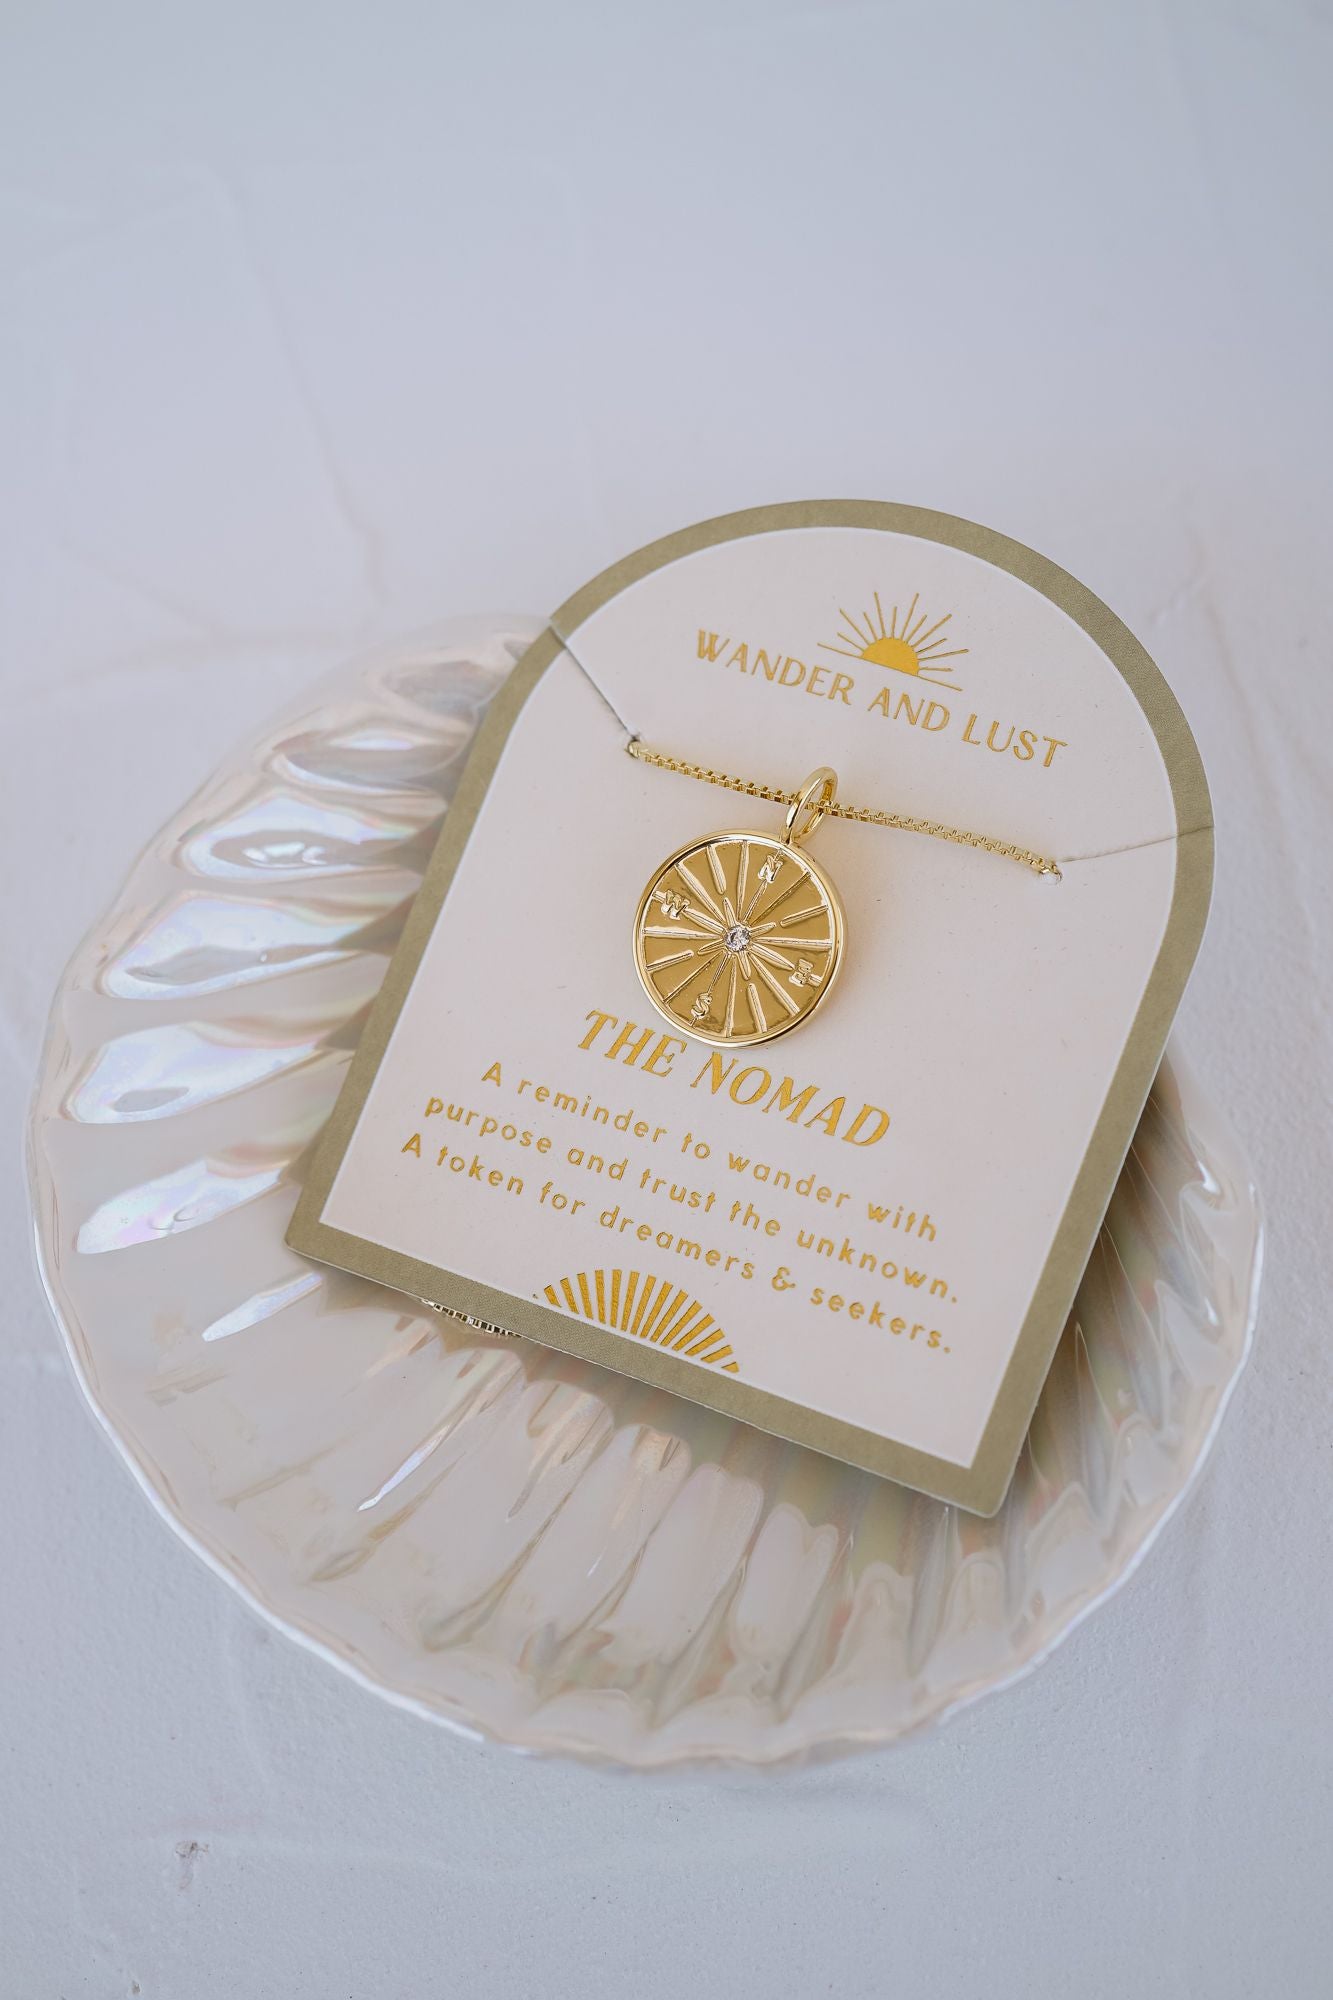 WANDER AND LUST
N
W
E
S
THE NOMAD
A reminder to wander with
purpose and trust the unknown.
A token for dreamers & seekers.